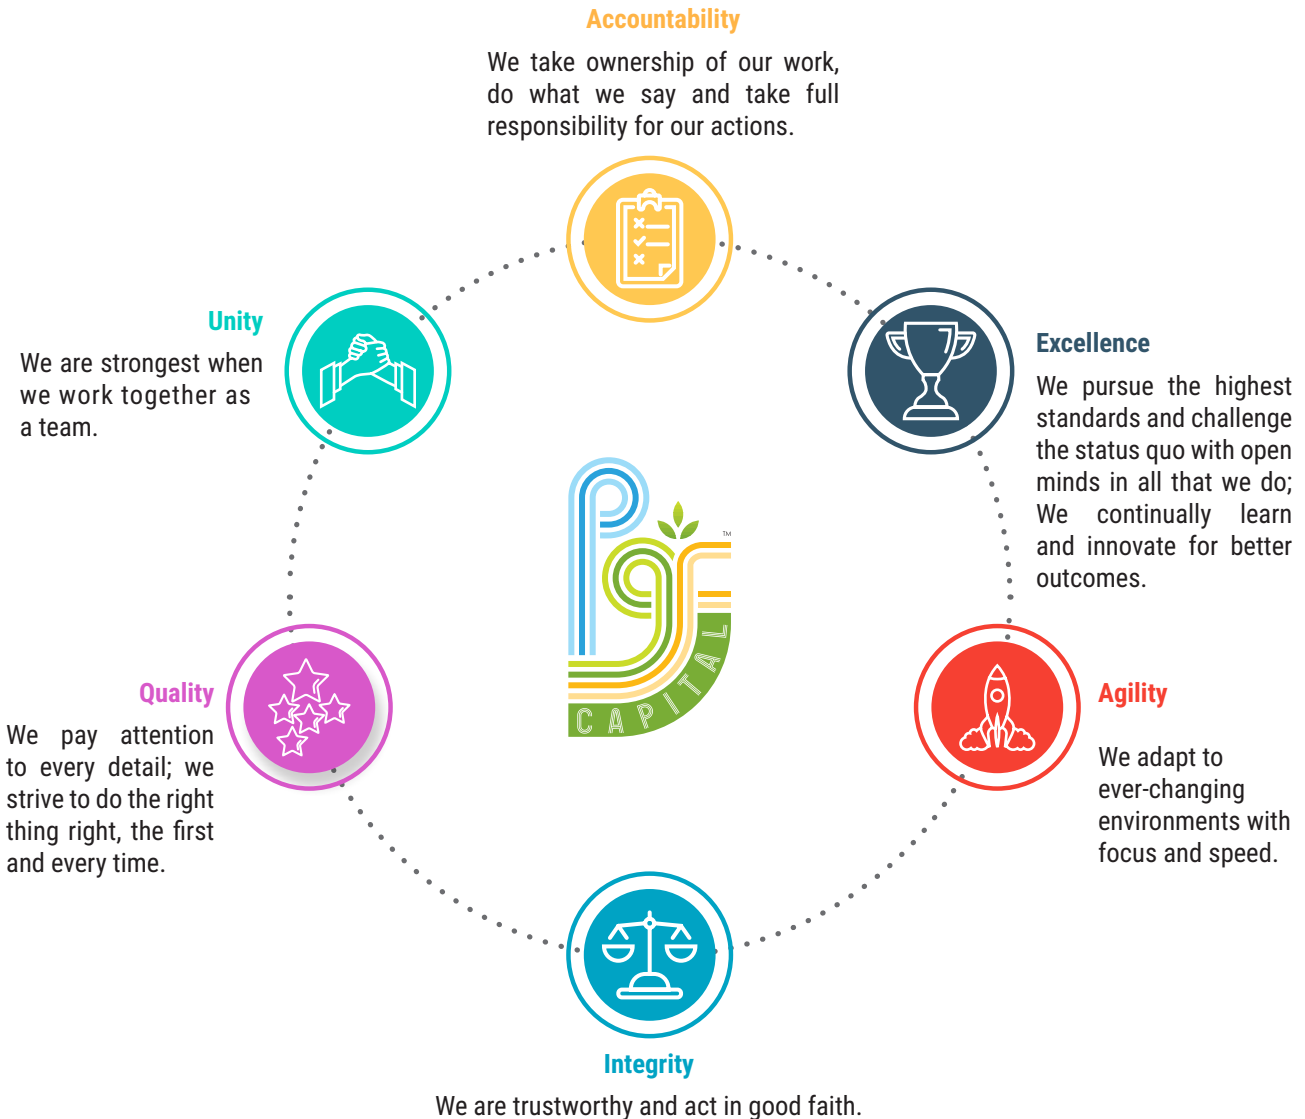 Accountability
We take ownership of our work,
do what we say and take full
responsibility for our actions.
Unity
We are strongest when
we work together as
a team.
Excellence
We pursue the highest
standards and challenge
the status quo with open
minds in all that we do;
We continually learn
and innovate for better
outcomes.
PGF
TM
CAPITAL
Quality
We pay attention
to every detail; we
strive to do the right
thing right, the first
and every time.
Agility
We adapt to
ever-changing
environments with
focus and speed.
Integrity
We are trustworthy and act in good faith.